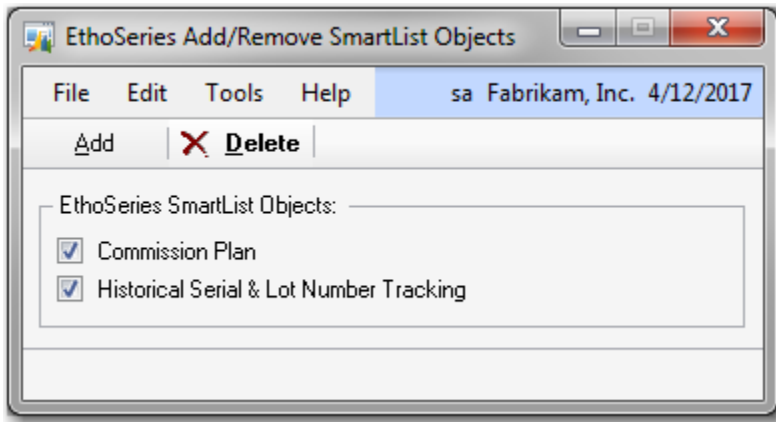 EthoSeries Add/Remove SmartList Objects
File Edit Tools Help sa Fabrikam, Inc. 4/12/2017
Add Delete
EthoSeries SmartList Objects:
Commission Plan
Historical Serial & Lot Number Tracking